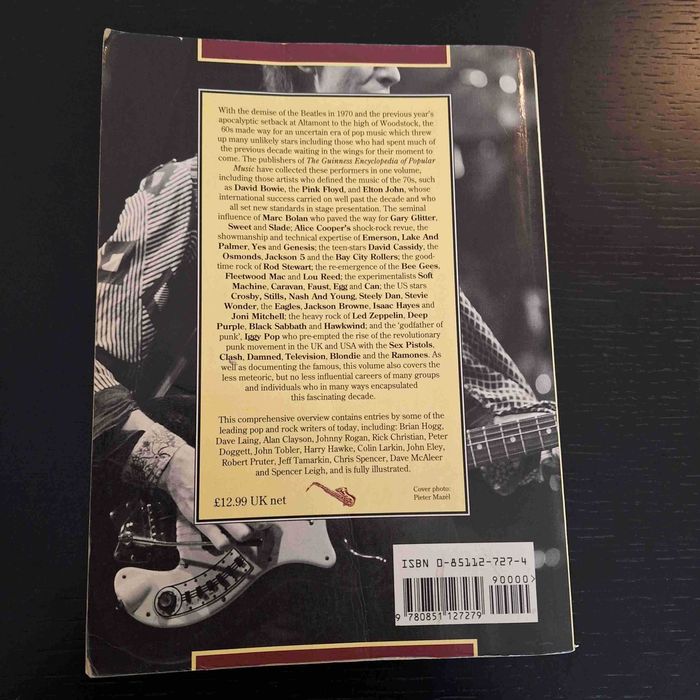 With the demise of the Beatles in 1970 and the previous year's
apocalyptic setback at Altamont to the high of Woodstock, the
60s made way for an uncertain era of pop music which threw
up many unlikely stars including those who had spent much of
the previous decade waiting in the wings for their moment to
come. The publishers of The Guinness Encyclopedia of Popular
Music have collected these performers in one volume,
including those artists who defined the music of the 70s, such
as David Bowie, the Pink Floyd, and Elton John, whose
international success carried on well past the decade and who
all set new standards in stage presentation. The seminal
influence of Marc Bolan who paved the way for Gary Glitter,
Sweet and Slade; Alice Cooper's shock-rock revue, the
showmanship and technical expertise of Emerson, Lake And
Palmer, Yes and Genesis; the teen-stars David Cassidy, the
Osmonds, Jackson 5 and the Bay City Rollers; the good-
time rock of Rod Stewart; the re-emergence of the Bee Gees,
Fleetwood Mac and Lou Reed; the experimentalists Soft
Machine, Caravan, Faust, Egg and Can; the US stars
Crosby, Stills, Nash And Young, Steely Dan, Stevie
Wonder, the Eagles, Jackson Browne, Isaac Hayes and
Joni Mitchell; the heavy rock of Led Zeppelin, Deep
Purple, Black Sabbath and Hawkwind; and the 'godfather of
punk', Iggy Pop who pre-empted the rise of the revolutionary
punk movement in the UK and USA with the Sex Pistols,
Clash, Damned, Television, Blondie and the Ramones. As
well as documenting the famous, this volume also covers the
less meteoric, but no less influential careers of many groups
and individuals who in many ways encapsulated
this fascinating decade.
This comprehensive overview contains entries by some of the
leading pop and rock writers of today, including: Brian Hogg,
Dave Laing, Alan Clayson, Johnny Rogan, Rick Christian, Peter
Doggett, John Tobler, Harry Hawke, Colin Larkin, John Eley,
Robert Pruter, Jeff Tamarkin, Chris Spencer, Dave McAleer
and Spencer Leigh, and is fully illustrated.
£12.99 UK net
Cover photo:
Pieter Mazel
ISBN 0-85112-727-4
90000>
9 780851 127279